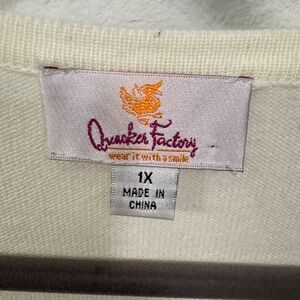 Quacker Factory
wear it with a smile
1X
MADE IN
CHINA